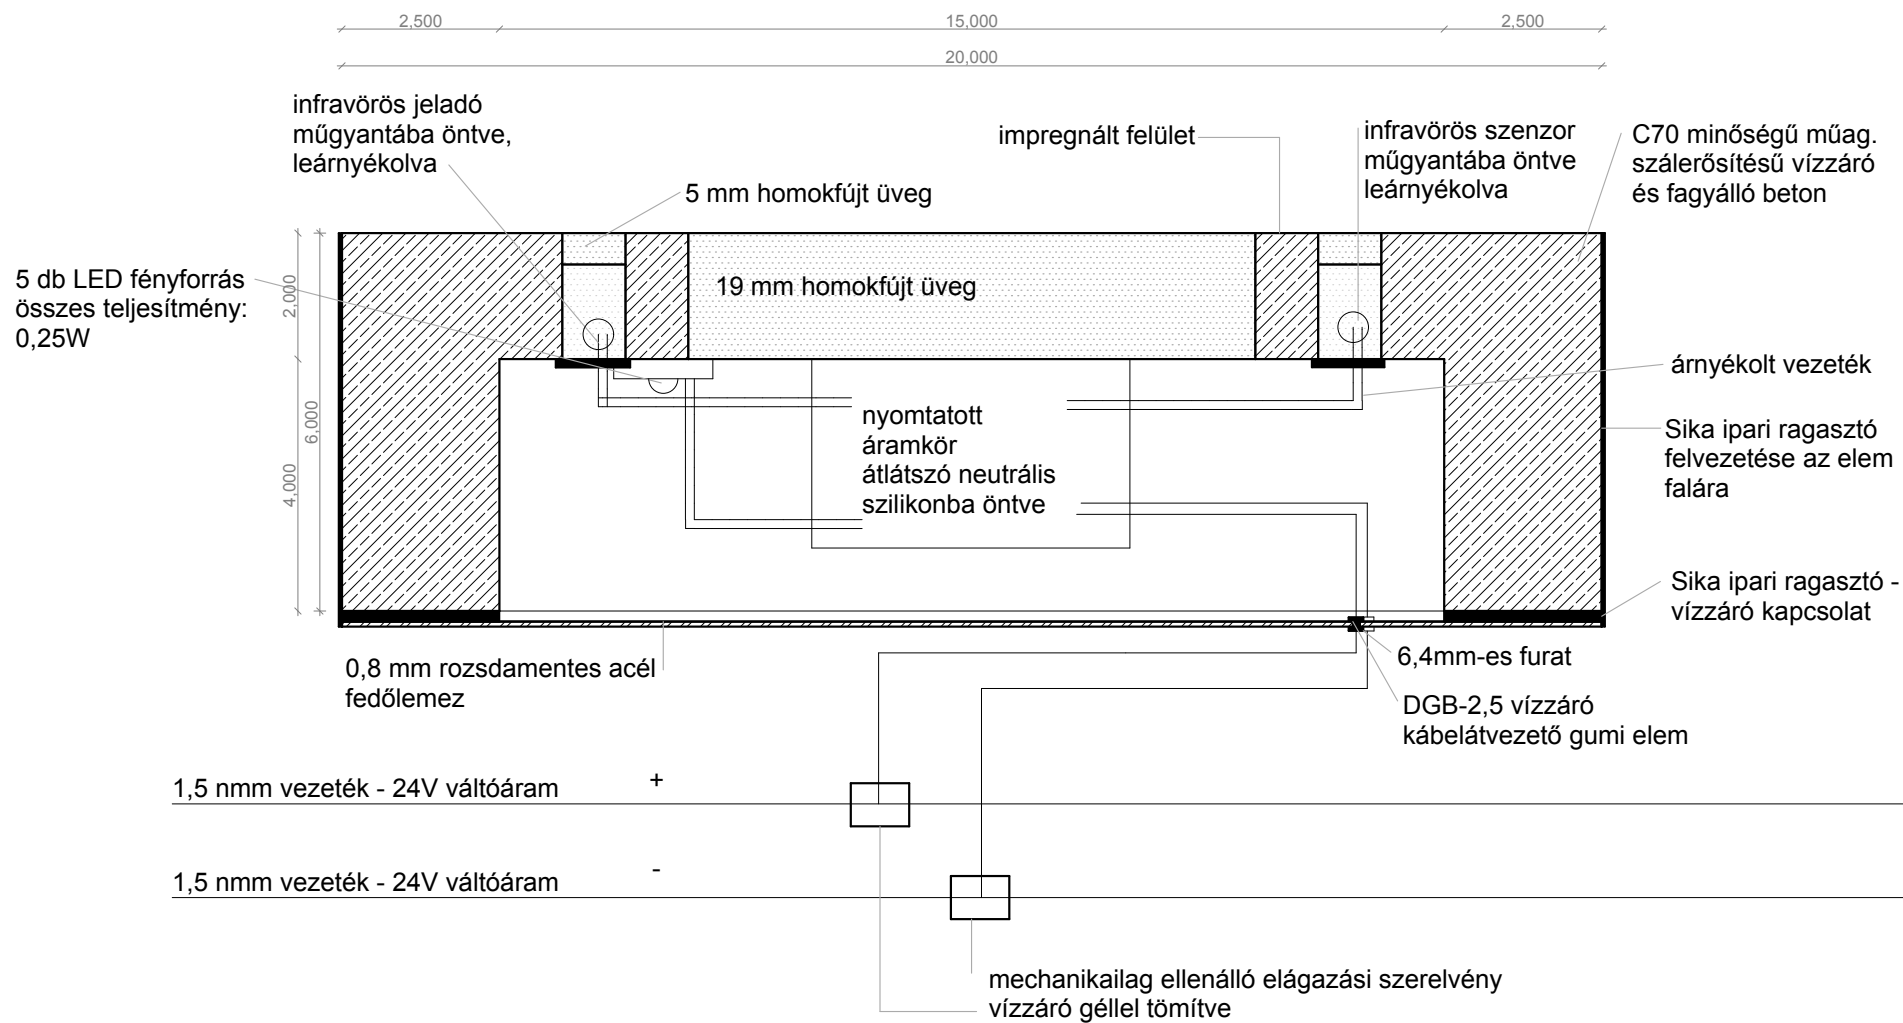 2,500
15,000
2,500
20,000
infravörös jeladó
műgyantába öntve,
leárnyékolva
5 mm homokfújt üveg
impregnált felület
infravörös szenzor
műgyantába öntve
leárnyékolva
C70 minőségű műag.
szálerősítésű vízzáró
és fagyálló beton
5 db LED fényforrás
összes teljesítmény:
0,25W
2,000
6,000
4,000
19 mm homokfújt üveg
árnyékolt vezeték
nyomtatott
áramkör
átlátszó neutrális
szilikonba öntve
Sika ipari ragasztó
felvezetése az elem
falára
Sika ipari ragasztó -
vízzáró kapcsolat
0,8 mm rozsdamentes acél
fedőlemez
6,4mm-es furat
DGB-2,5 vízzáró
kábelátvezető gumi elem
1,5 nmm vezeték - 24V váltóáram +
1,5 nmm vezeték - 24V váltóáram -
mechanikailag ellenálló elágazási szerelvény
vízzáró géllel tömítve